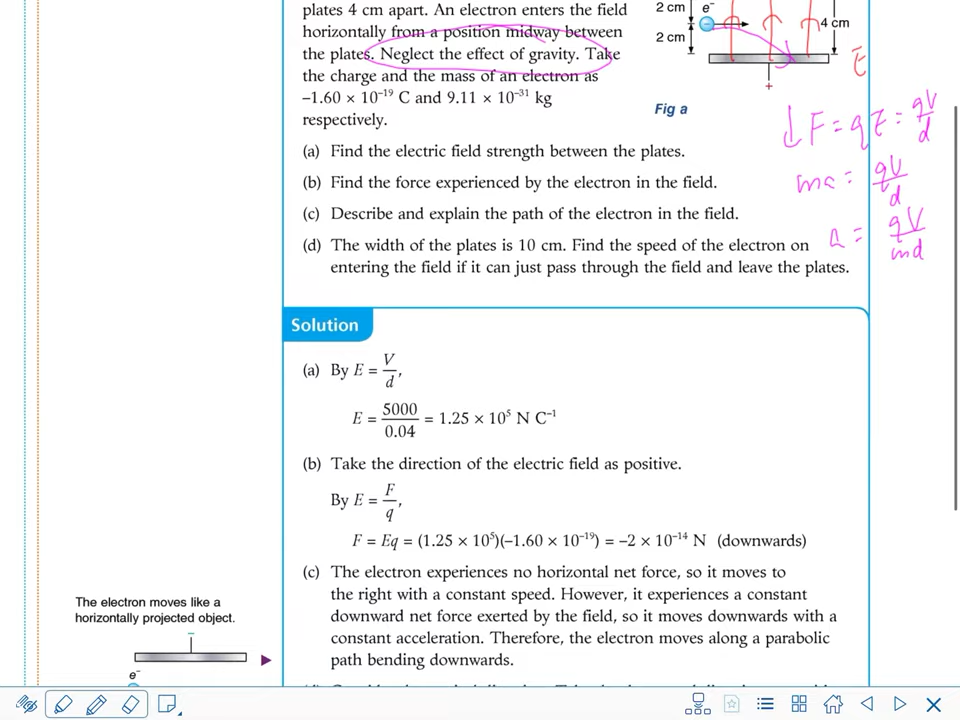 plates 4 cm apart. An electron enters the field
horizontally from a position midway between
the plates. Neglect the effect of gravity. Take
the charge and the mass of an electron as
–1.60 × 10⁻¹⁹ C and 9.11 × 10⁻³¹ kg
respectively.
2 cm
e⁻
4 cm
2 cm
+
E
Fig a
↓ F = qE = qV/d
ma = qV/d
a = qV/md
(a) Find the electric field strength between the plates.
(b) Find the force experienced by the electron in the field.
(c) Describe and explain the path of the electron in the field.
(d) The width of the plates is 10 cm. Find the speed of the electron on
entering the field if it can just pass through the field and leave the plates.
Solution
(a) By E = V/d,
E = 5000/0.04 = 1.25 × 10⁵ N C⁻¹
(b) Take the direction of the electric field as positive.
By E = F/q,
F = Eq = (1.25 × 10⁵)(–1.60 × 10⁻¹⁹) = –2 × 10⁻¹⁴ N (downwards)
(c) The electron experiences no horizontal net force, so it moves to
the right with a constant speed. However, it experiences a constant
downward net force exerted by the field, so it moves downwards with a
constant acceleration. Therefore, the electron moves along a parabolic
path bending downwards.
The electron moves like a
horizontally projected object.
–
e⁻